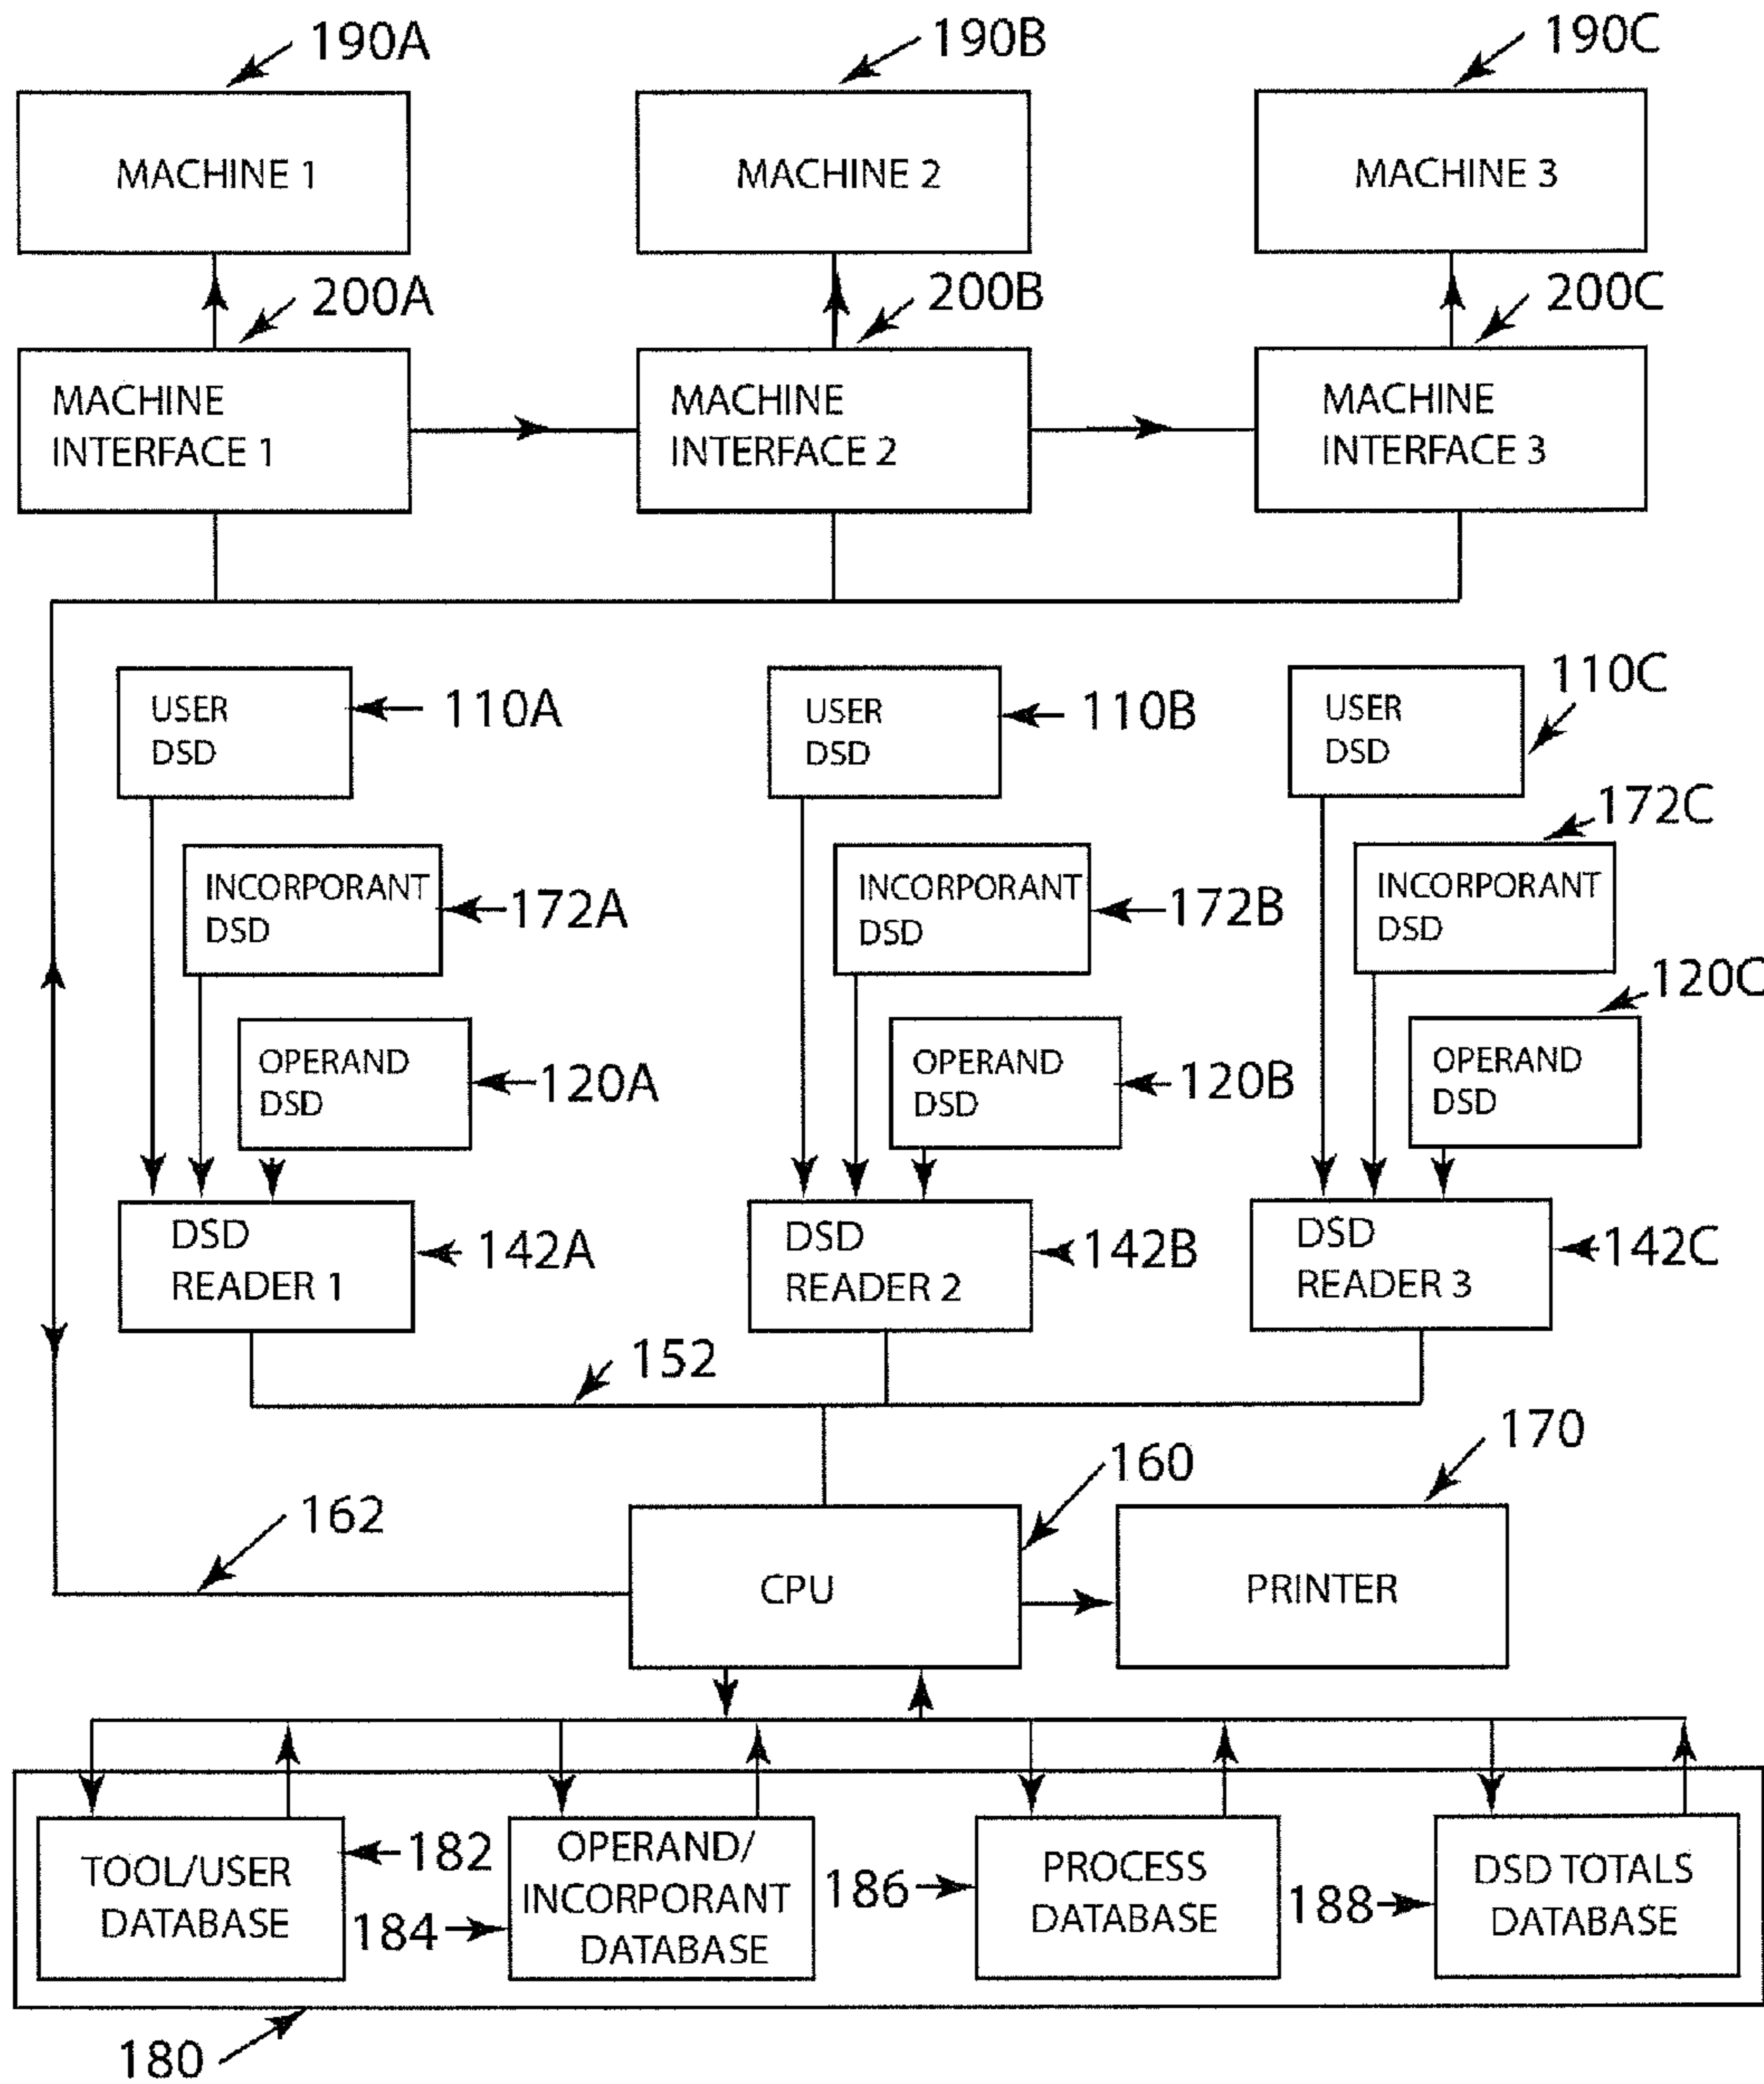 190A
190B
190C
MACHINE 1
MACHINE 2
MACHINE 3
200A
200B
200C
MACHINE
INTERFACE 1
MACHINE
INTERFACE 2
MACHINE
INTERFACE 3
USER
DSD
110A
USER
DSD
110B
USER
DSD
110C
INCORPORANT
DSD
172A
INCORPORANT
DSD
172B
INCORPORANT
DSD
172C
OPERAND
DSD
120A
OPERAND
DSD
120B
OPERAND
DSD
120C
DSD
READER 1
142A
DSD
READER 2
142B
DSD
READER 3
142C
152
162
160
170
CPU
PRINTER
TOOL/USER
DATABASE
182
184
OPERAND/
INCORPORANT
DATABASE
186
PROCESS
DATABASE
188
DSD TOTALS
DATABASE
180